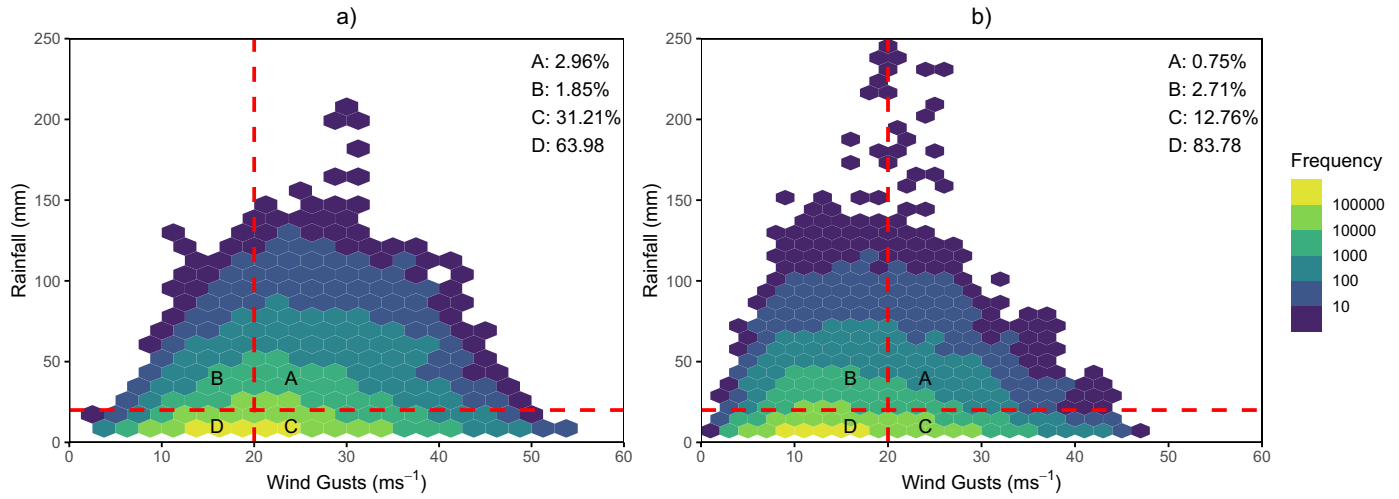 a)
250
200
150
100
50
0
Rainfall (mm)
A: 2.96%
B: 1.85%
C: 31.21%
D: 63.98
B
A
D
C
0
10
20
30
40
50
60
Wind Gusts (ms⁻¹)
b)
250
200
150
100
50
0
Rainfall (mm)
A: 0.75%
B: 2.71%
C: 12.76%
D: 83.78
B
A
D
C
0
10
20
30
40
50
60
Wind Gusts (ms⁻¹)
Frequency
100000
10000
1000
100
10